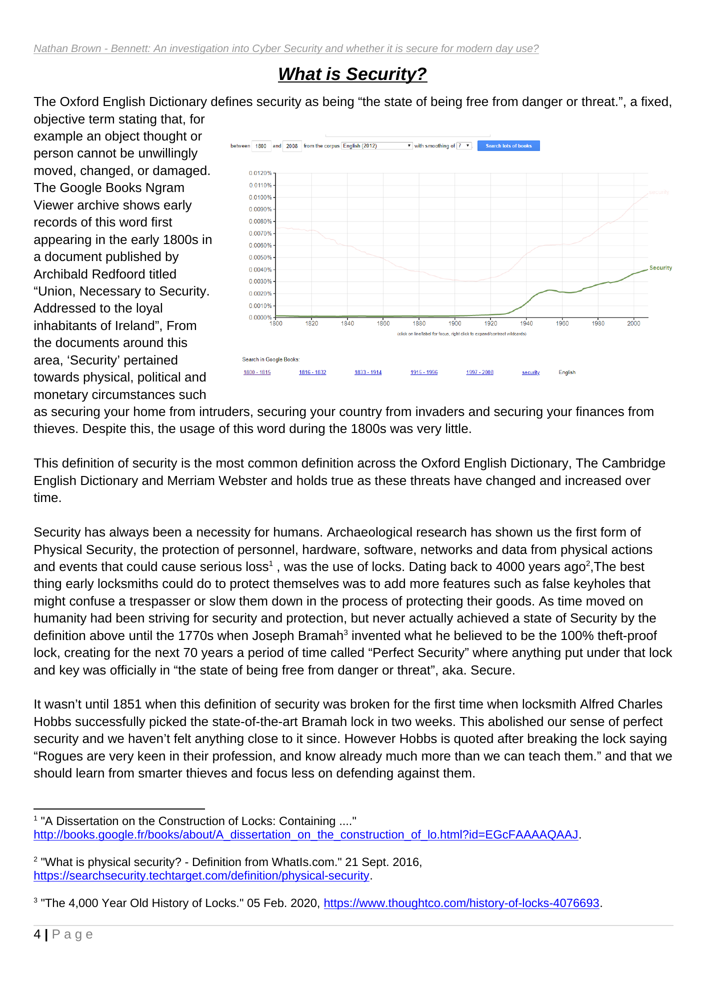 Nathan Brown - Bennett: An investigation into Cyber Security and whether it is secure for modern day use?
What is Security?
The Oxford English Dictionary defines security as being “the state of being free from danger or threat.”, a fixed,
objective term stating that, for
example an object thought or
person cannot be unwillingly
moved, changed, or damaged.
The Google Books Ngram
Viewer archive shows early
records of this word first
appearing in the early 1800s in
a document published by
Archibald Redfoord titled
“Union, Necessary to Security.
Addressed to the loyal
inhabitants of Ireland”, From
the documents around this
area, ‘Security’ pertained
towards physical, political and
monetary circumstances such
as securing your home from intruders, securing your country from invaders and securing your finances from
thieves. Despite this, the usage of this word during the 1800s was very little.
between 1800 and 2008 from the corpus English (2012) with smoothing of 7 . Search lots of books
0.0120%
0.0110%
0.0100%
0.0090%
0.0080%
0.0070%
0.0060%
0.0050%
0.0040%
0.0030%
0.0020%
0.0010%
0.0000%
security
Security
1800 1820 1840 1860 1880 1900 1920 1940 1960 1980 2000
(click on line/label for focus, right click to expand/contract wildcards)
Search in Google Books:
1800 - 1815 1816 - 1832 1833 - 1914 1915 - 1996 1997 - 2008 security English
This definition of security is the most common definition across the Oxford English Dictionary, The Cambridge
English Dictionary and Merriam Webster and holds true as these threats have changed and increased over
time.
Security has always been a necessity for humans. Archaeological research has shown us the first form of
Physical Security, the protection of personnel, hardware, software, networks and data from physical actions
and events that could cause serious loss1 , was the use of locks. Dating back to 4000 years ago2,The best
thing early locksmiths could do to protect themselves was to add more features such as false keyholes that
might confuse a trespasser or slow them down in the process of protecting their goods. As time moved on
humanity had been striving for security and protection, but never actually achieved a state of Security by the
definition above until the 1770s when Joseph Bramah3 invented what he believed to be the 100% theft-proof
lock, creating for the next 70 years a period of time called “Perfect Security” where anything put under that lock
and key was officially in “the state of being free from danger or threat”, aka. Secure.
It wasn’t until 1851 when this definition of security was broken for the first time when locksmith Alfred Charles
Hobbs successfully picked the state-of-the-art Bramah lock in two weeks. This abolished our sense of perfect
security and we haven’t felt anything close to it since. However Hobbs is quoted after breaking the lock saying
“Rogues are very keen in their profession, and know already much more than we can teach them.” and that we
should learn from smarter thieves and focus less on defending against them.
1 "A Dissertation on the Construction of Locks: Containing ...."
http://books.google.fr/books/about/A_dissertation_on_the_construction_of_lo.html?id=EGcFAAAAQAAJ.
2 "What is physical security? - Definition from WhatIs.com." 21 Sept. 2016,
https://searchsecurity.techtarget.com/definition/physical-security.
3 "The 4,000 Year Old History of Locks." 05 Feb. 2020, https://www.thoughtco.com/history-of-locks-4076693.
4 | P a g e